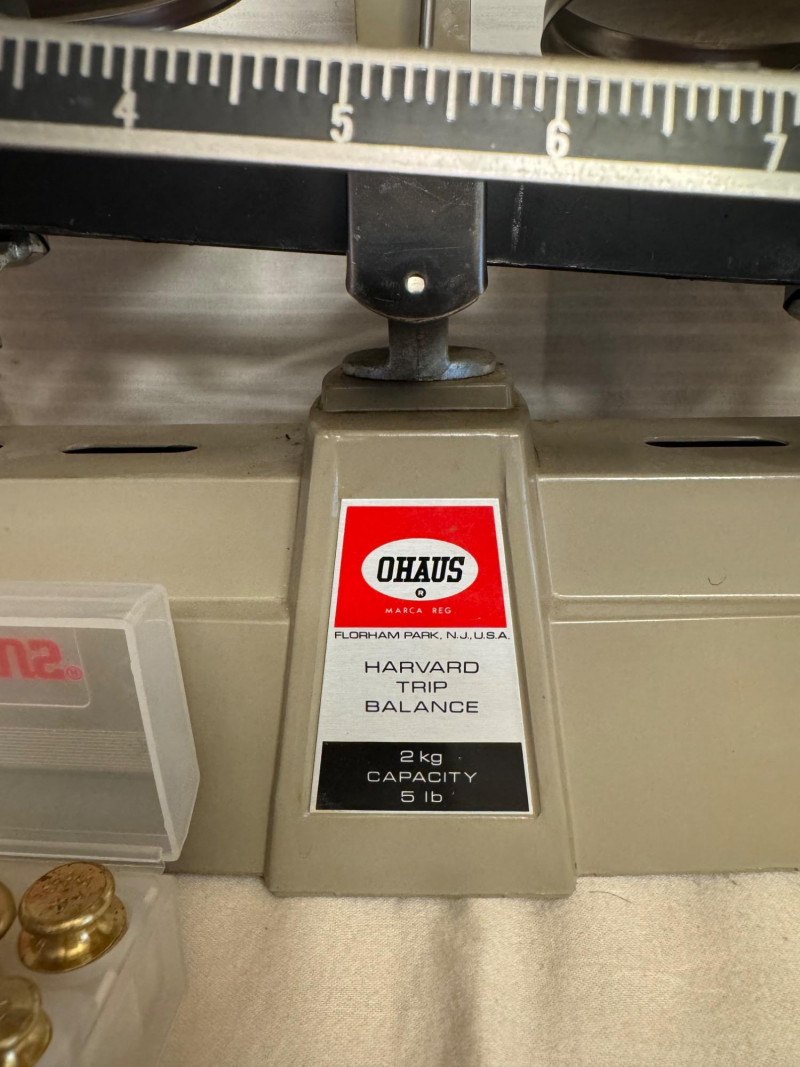 4 5 6 7
OHAUS
®
MARCA REG
FLORHAM PARK, N.J., U.S.A.
HARVARD
TRIP
BALANCE
2 kg
CAPACITY
5 lb